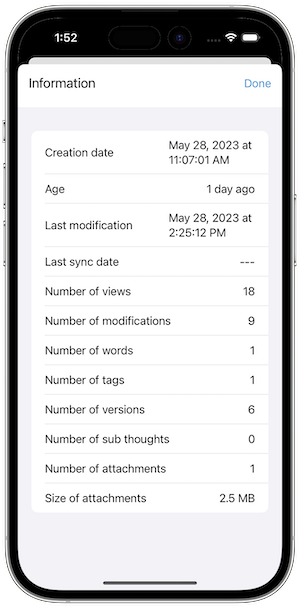 1:52
Information Done
Creation date May 28, 2023 at
11:07:01 AM
Age 1 day ago
Last modification May 28, 2023 at
2:25:12 PM
Last sync date ---
Number of views 18
Number of modifications 9
Number of words 1
Number of tags 1
Number of versions 6
Number of sub thoughts 0
Number of attachments 1
Size of attachments 2.5 MB